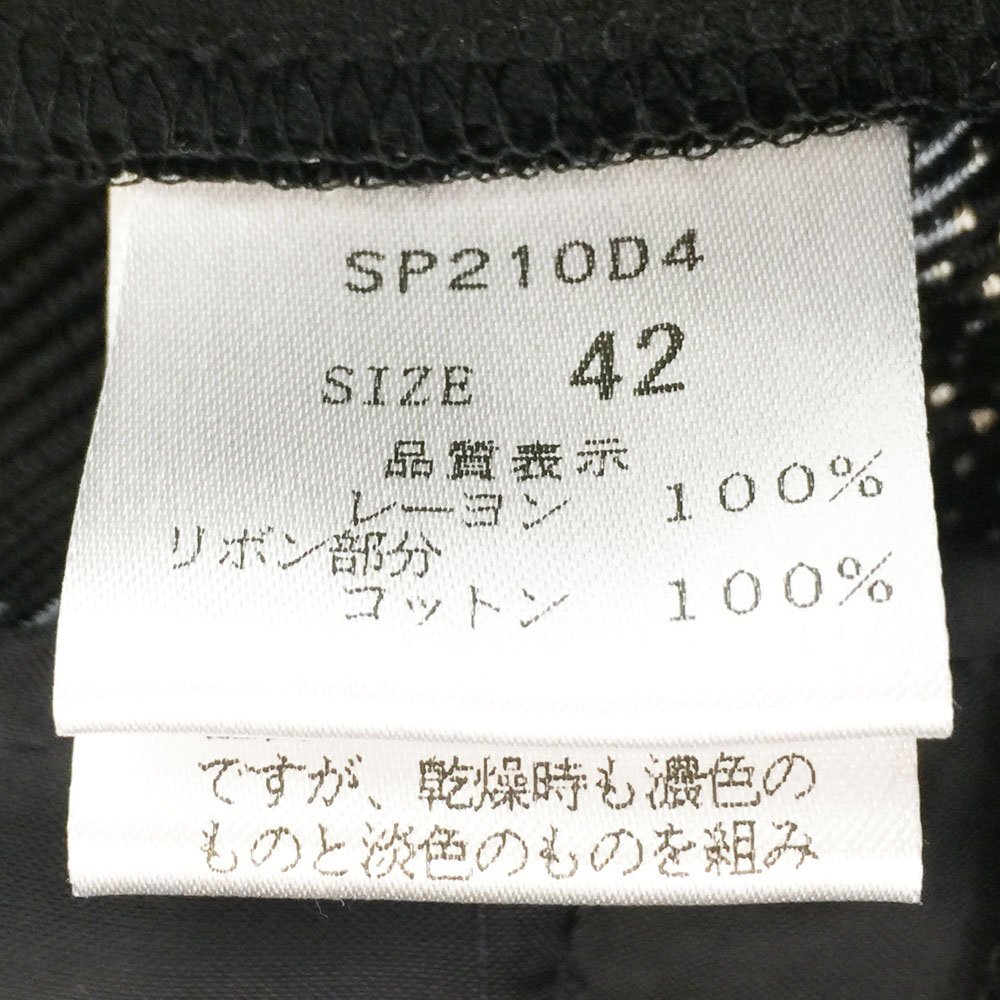 SP210D4
SIZE 42
品質表示
レーヨン 100%
リボン部分
コットン 100%
ですが、乾燥時も濃色の
ものと淡色のものを組み